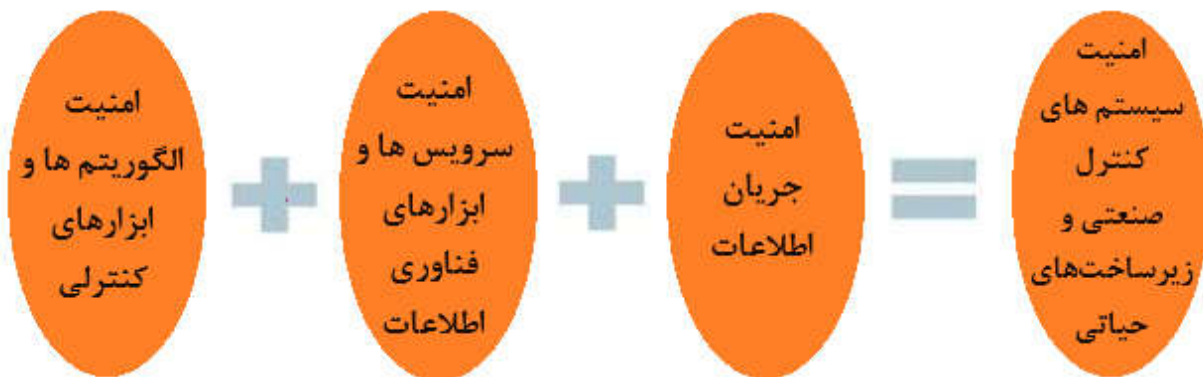 امنیت
الگوریتم ها و
ابزارهای
کنترلی
+
امنیت
سرویس ها و
ابزارهای
فناوری
اطلاعات
+
امنیت
جریان
اطلاعات
=
امنیت
سیستم های
کنترل
صنعتی و
زیرساخت‌های
حیاتی